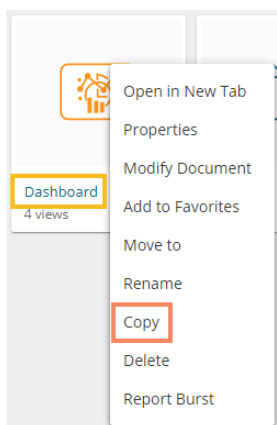 Dashboard
4 views
Open in New Tab
Properties
Modify Document
Add to Favorites
Move to
Rename
Copy
Delete
Report Burst